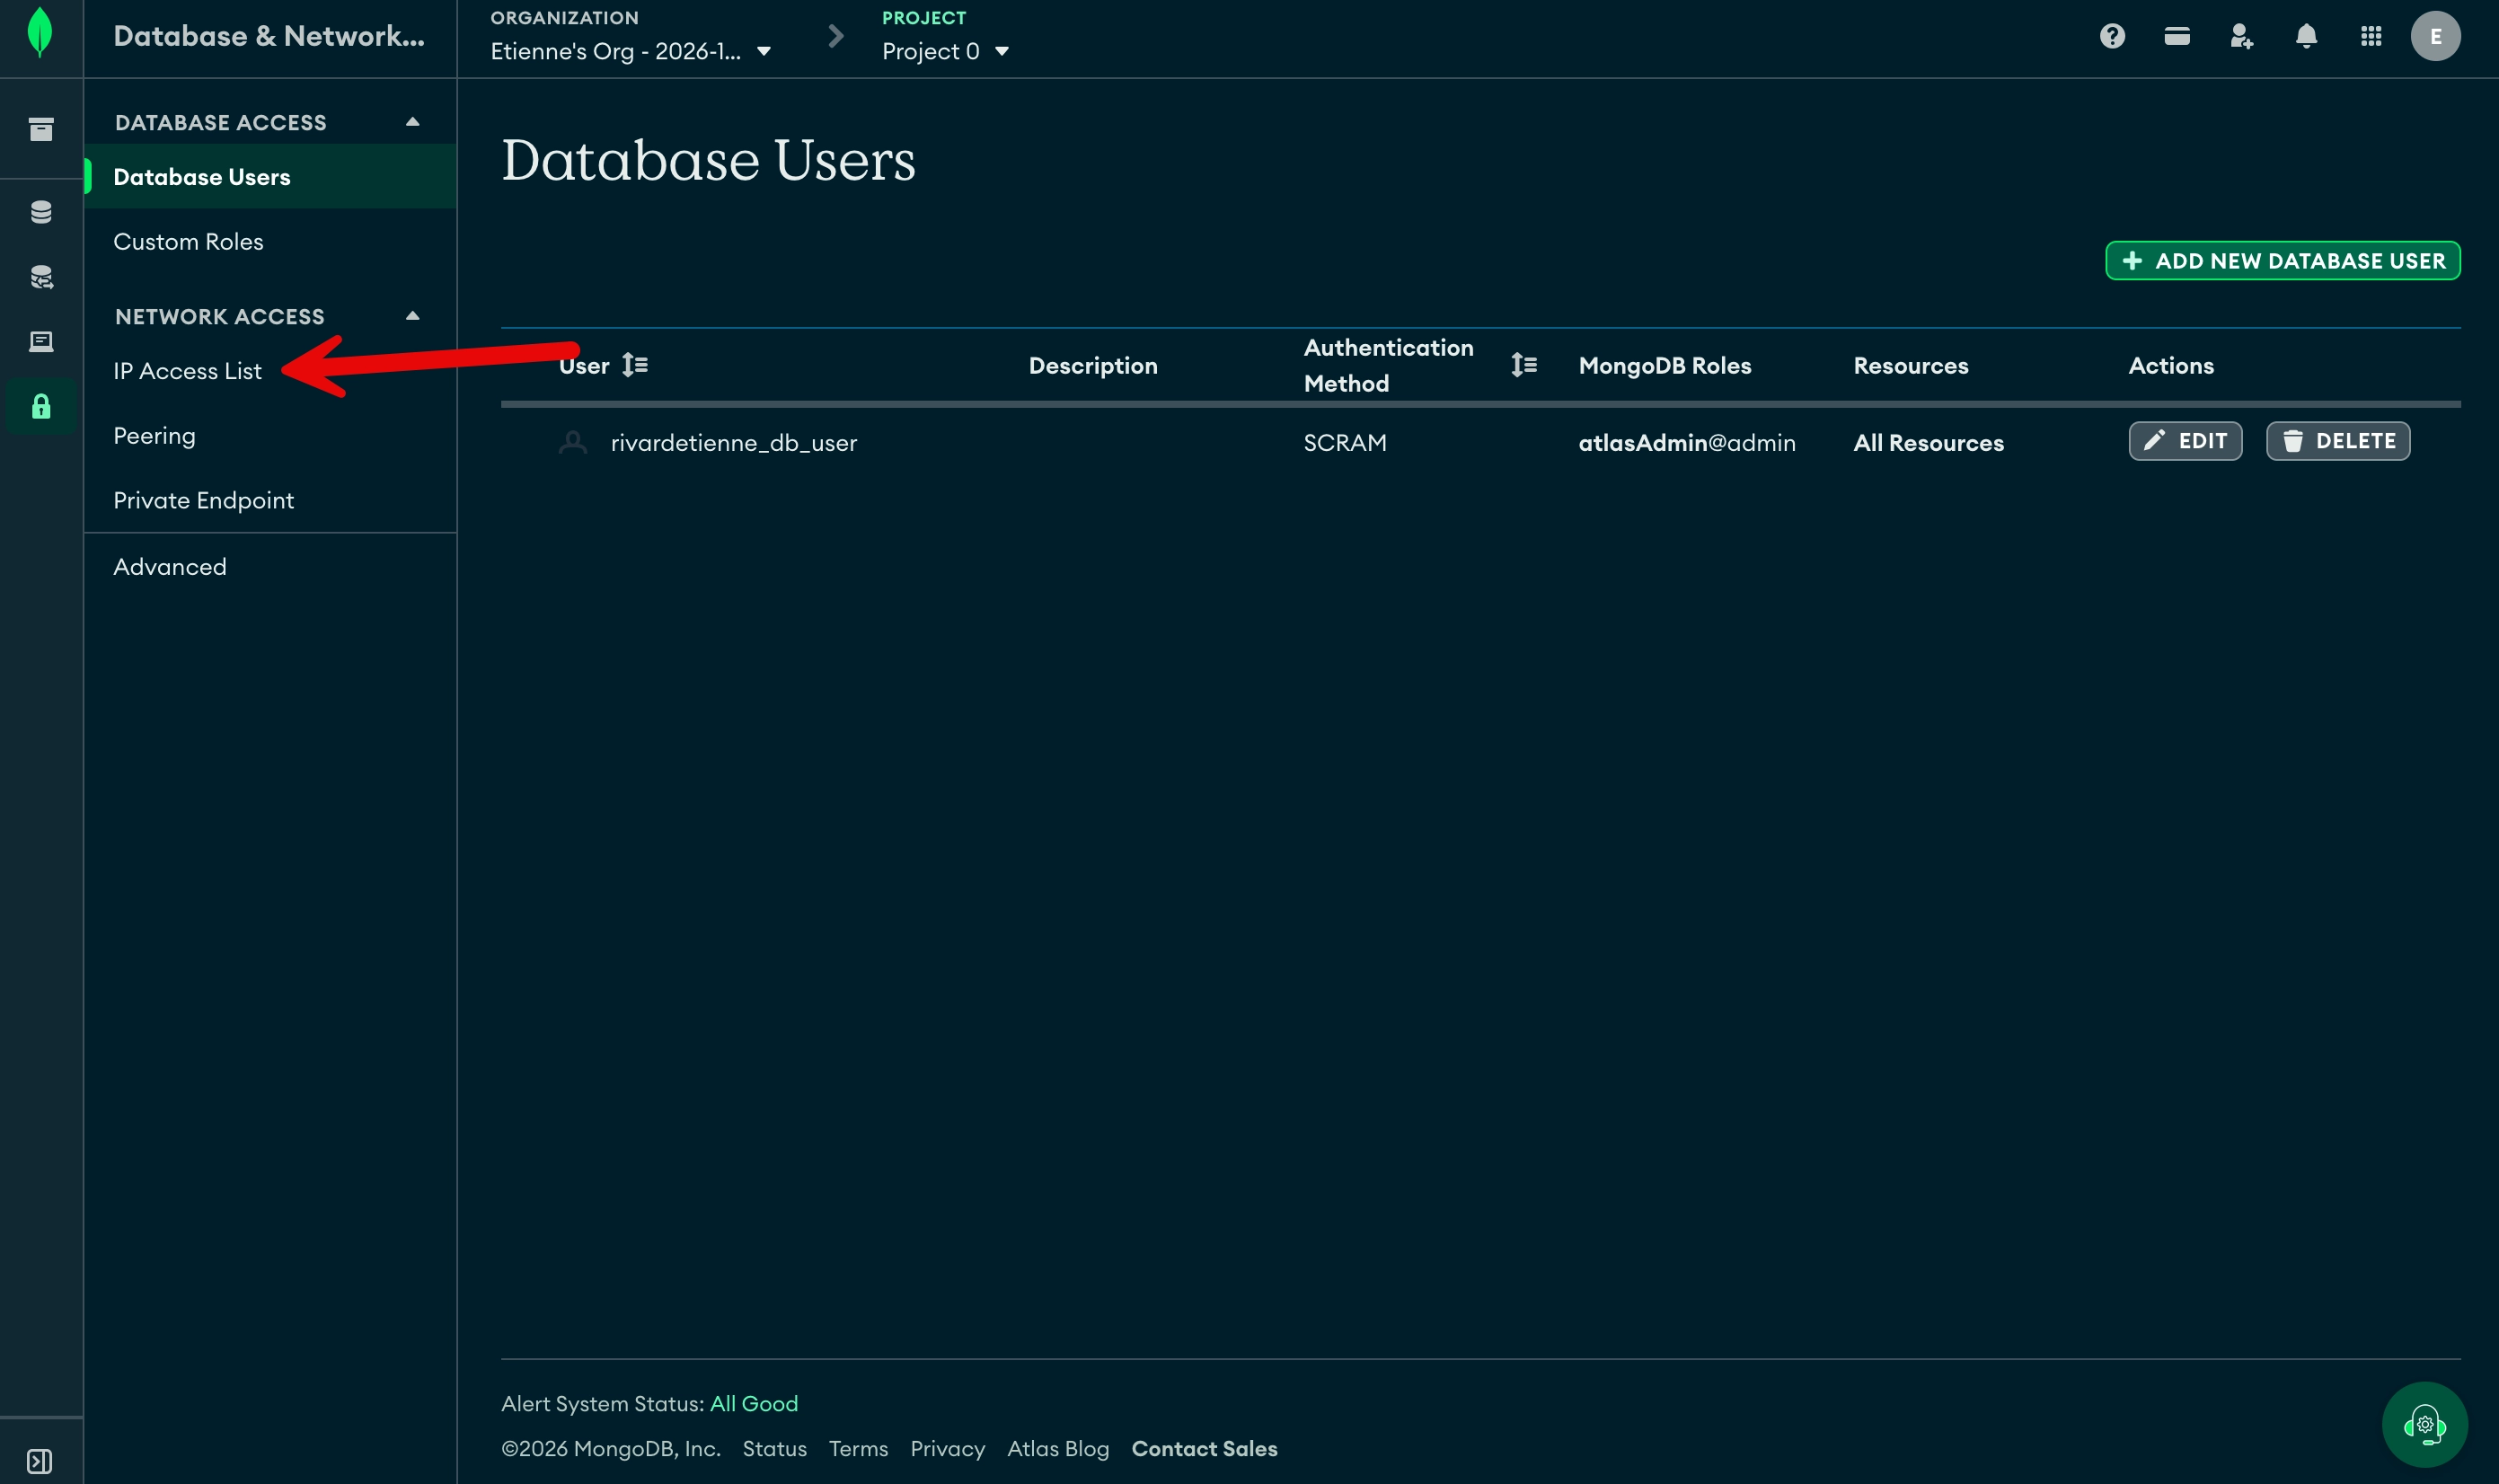 Database & Network...
ORGANIZATION
Etienne's Org - 2026-1...
PROJECT
Project 0
E
DATABASE ACCESS
Database Users
Custom Roles
NETWORK ACCESS
IP Access List
Peering
Private Endpoint
Advanced
Database Users
ADD NEW DATABASE USER
User
Description
Authentication
Method
MongoDB Roles
Resources
Actions
rivardetienne_db_user
SCRAM
atlasAdmin@admin
All Resources
EDIT
DELETE
Alert System Status: All Good
©2026 MongoDB, Inc. Status Terms Privacy Atlas Blog Contact Sales